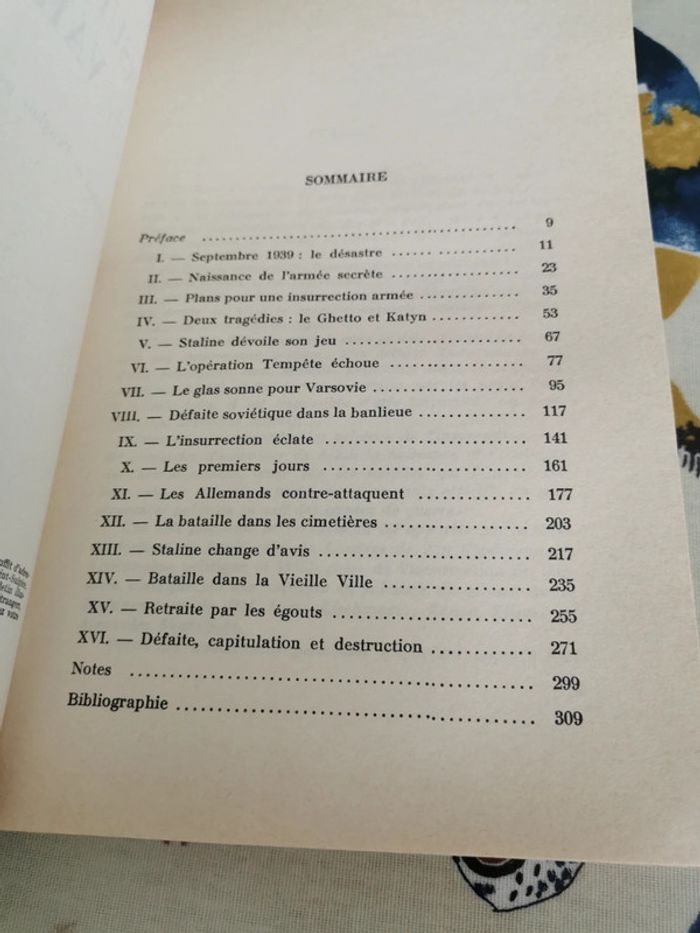 SOMMAIRE
Préface .......... 9
I. — Septembre 1939 : le désastre .......... 11
II. — Naissance de l'armée secrète .......... 23
III. — Plans pour une insurrection armée .......... 35
IV. — Deux tragédies : le Ghetto et Katyn .......... 53
V. — Staline dévoile son jeu .......... 67
VI. — L'opération Tempête échoue .......... 77
VII. — Le glas sonne pour Varsovie .......... 95
VIII. — Défaite soviétique dans la banlieue .......... 117
IX. — L'insurrection éclate .......... 141
X. — Les premiers jours .......... 161
XI. — Les Allemands contre-attaquent .......... 177
XII. — La bataille dans les cimetières .......... 203
XIII. — Staline change d'avis .......... 217
XIV. — Bataille dans la Vieille Ville .......... 235
XV. — Retraite par les égouts .......... 255
XVI. — Défaite, capitulation et destruction .......... 271
Notes .......... 299
Bibliographie .......... 309